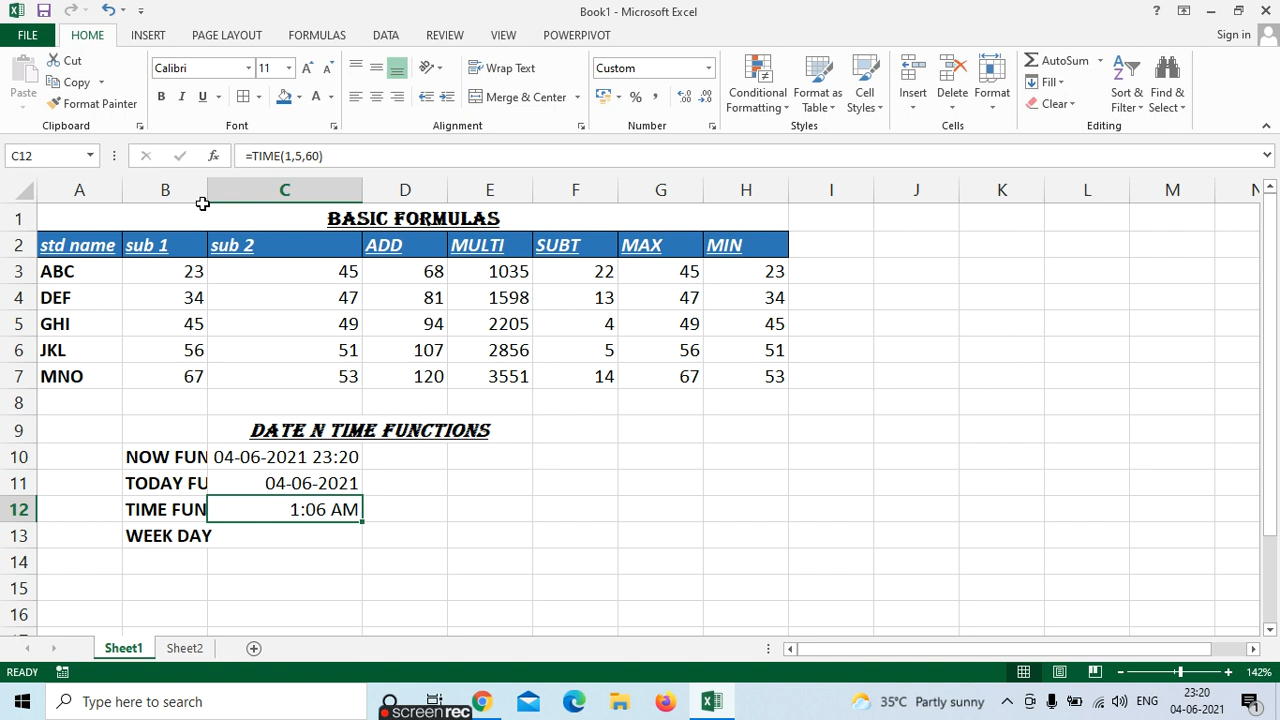 Book1 - Microsoft Excel
FILE HOME INSERT PAGE LAYOUT FORMULAS DATA REVIEW VIEW POWERPIVOT
Sign in
Paste
Cut
Copy
Format Painter
Clipboard
Calibri 11
B I U
Font
Wrap Text
Merge & Center
Alignment
Custom
%
Number
Conditional Formatting
Format as Table
Cell Styles
Styles
Insert Delete Format
Cells
AutoSum
Fill
Clear
Sort & Filter
Find & Select
Editing
C12 fx =TIME(1,5,60)
A B C D E F G H I J K L M N
1 BASIC FORMULAS
2 std name sub 1 sub 2 ADD MULTI SUBT MAX MIN
3 ABC 23 45 68 1035 22 45 23
4 DEF 34 47 81 1598 13 47 34
5 GHI 45 49 94 2205 4 49 45
6 JKL 56 51 107 2856 5 56 51
7 MNO 67 53 120 3551 14 67 53
8
9 DATE N TIME FUNCTIONS
10 NOW FUN 04-06-2021 23:20
11 TODAY FU 04-06-2021
12 TIME FUN 1:06 AM
13 WEEK DAY
14
15
16
Sheet1 Sheet2
READY 142%
Type here to search
screenrec
35°C Partly sunny
ENG
23:20
04-06-2021
1